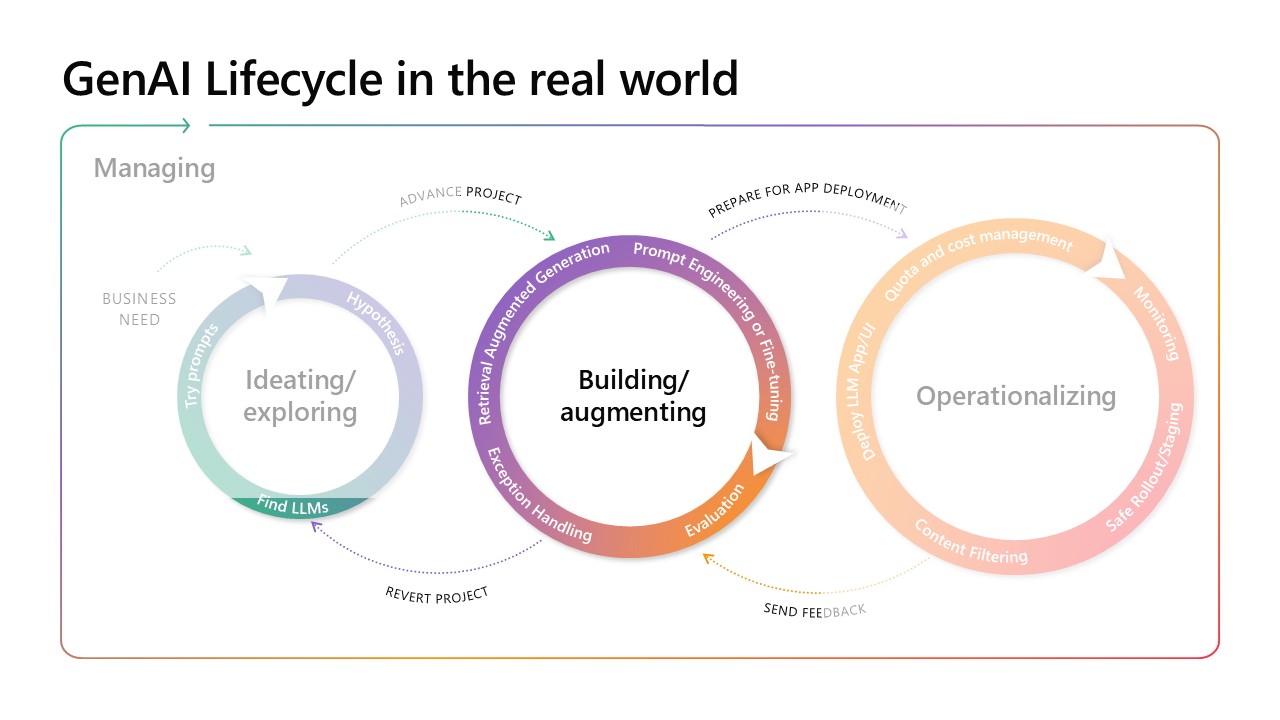 GenAI Lifecycle in the real world
Managing
BUSINESS
NEED
ADVANCE PROJECT
PREPARE FOR APP DEPLOYMENT
Try prompts
Hypothesis
Find LLMs
Ideating/
exploring
REVERT PROJECT
Retrieval Augmented Generation
Prompt Engineering or Fine-tuning
Exception Handling
Evaluation
Building/
augmenting
SEND FEEDBACK
Quota and cost management
Monitoring
Deploy LLM App/UI
Safe Rollout/Staging
Content Filtering
Operationalizing